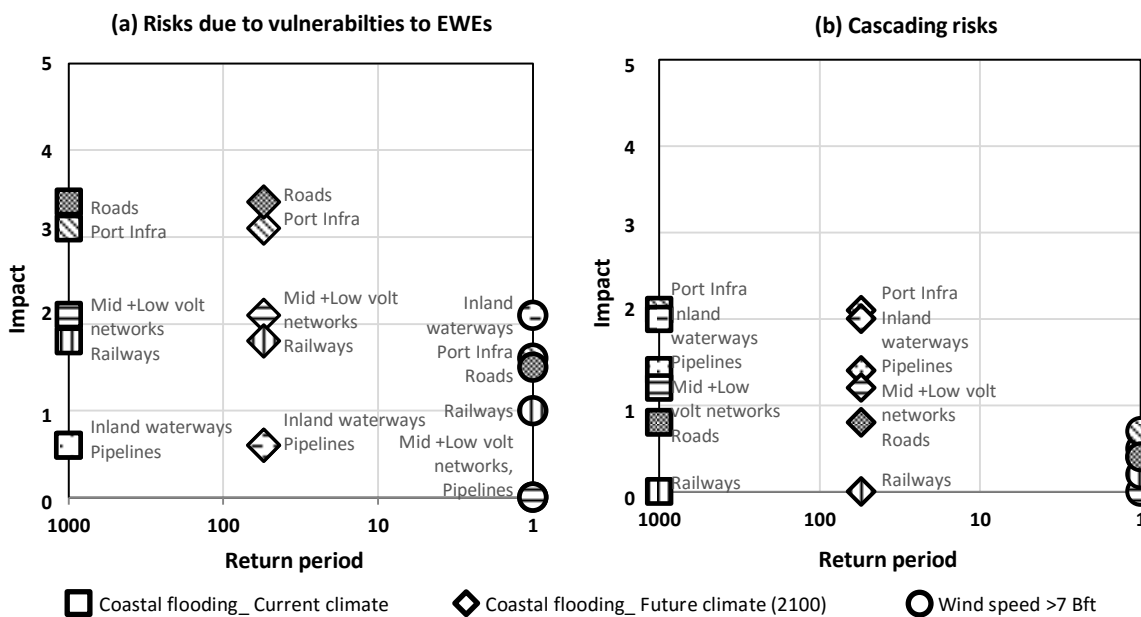 (a) Risks due to vulnerabilties to EWEs
5
4
3
2
1
0
Impact
Roads
Port Infra
Mid +Low volt
networks
Railways
Inland waterways
Pipelines
Roads
Port Infra
Mid +Low volt
networks
Railways
Inland waterways
Pipelines
Inland
waterways
Port Infra
Roads
Railways
Mid +Low volt
networks,
Pipelines
1000
100
10
1
Return period
(b) Cascading risks
5
4
3
2
1
0
Impact
Port Infra
Inland
waterways
Pipelines
Mid +Low
volt networks
Roads
Railways
Port Infra
Inland
waterways
Pipelines
Mid +Low volt
networks
Roads
Railways
1000
100
10
1
Return period
Coastal flooding_ Current climate
Coastal flooding_ Future climate (2100)
Wind speed >7 Bft